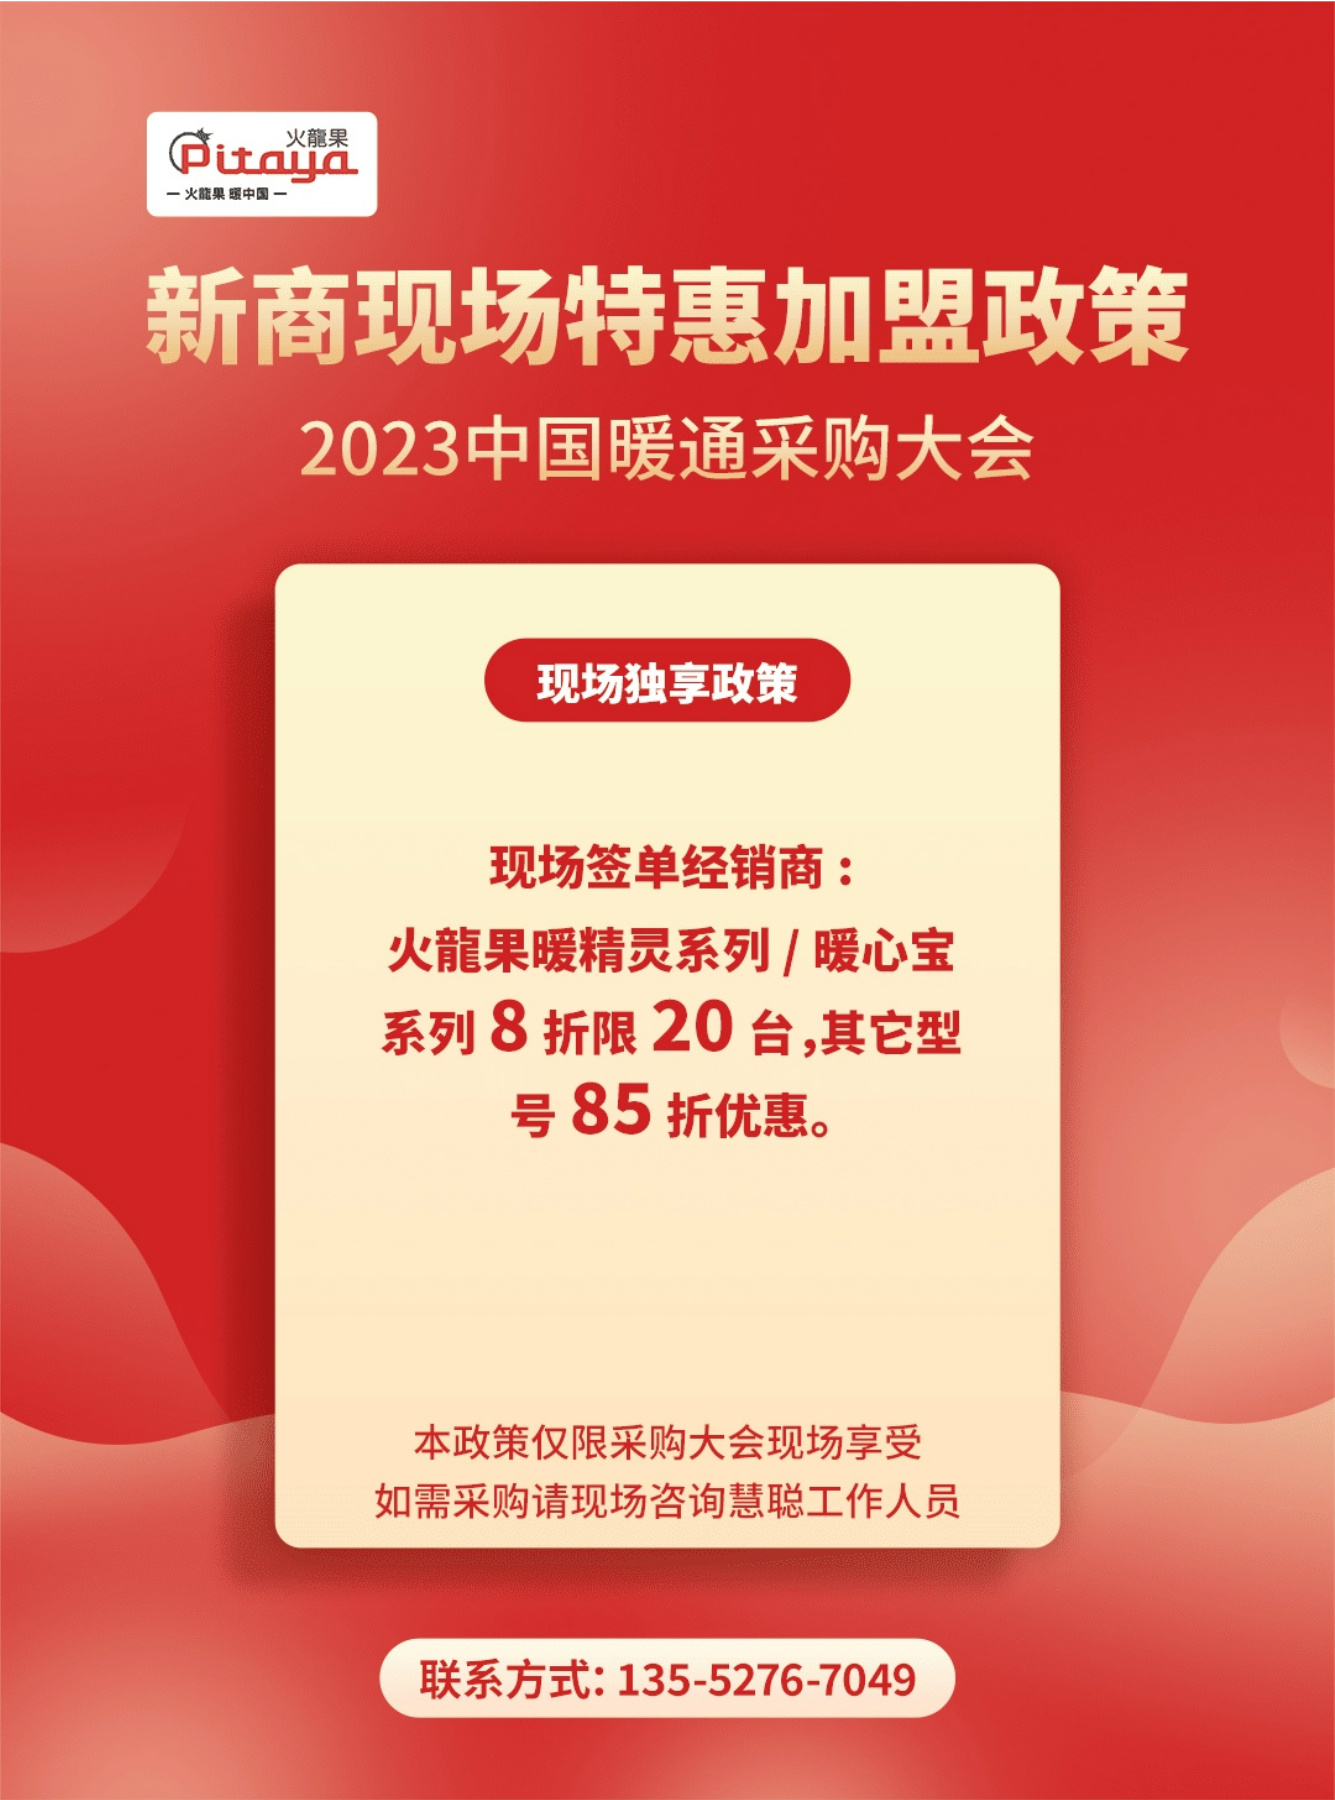 火龍果
Pitaya
— 火龍果 暖中国 —
新商现场特惠加盟政策
2023中国暖通采购大会
现场独享政策
现场签单经销商：
火龍果暖精灵系列 / 暖心宝
系列 8 折限 20 台,其它型
号 85 折优惠。
本政策仅限采购大会现场享受
如需采购请现场咨询慧聪工作人员
联系方式: 135-5276-7049